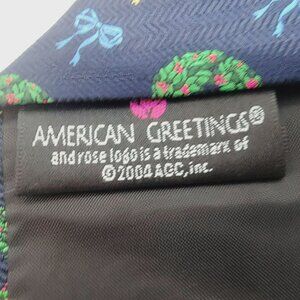 AMERICAN GREETINGS®
and rose logo is a trademark of
©2004 AGC, inc.